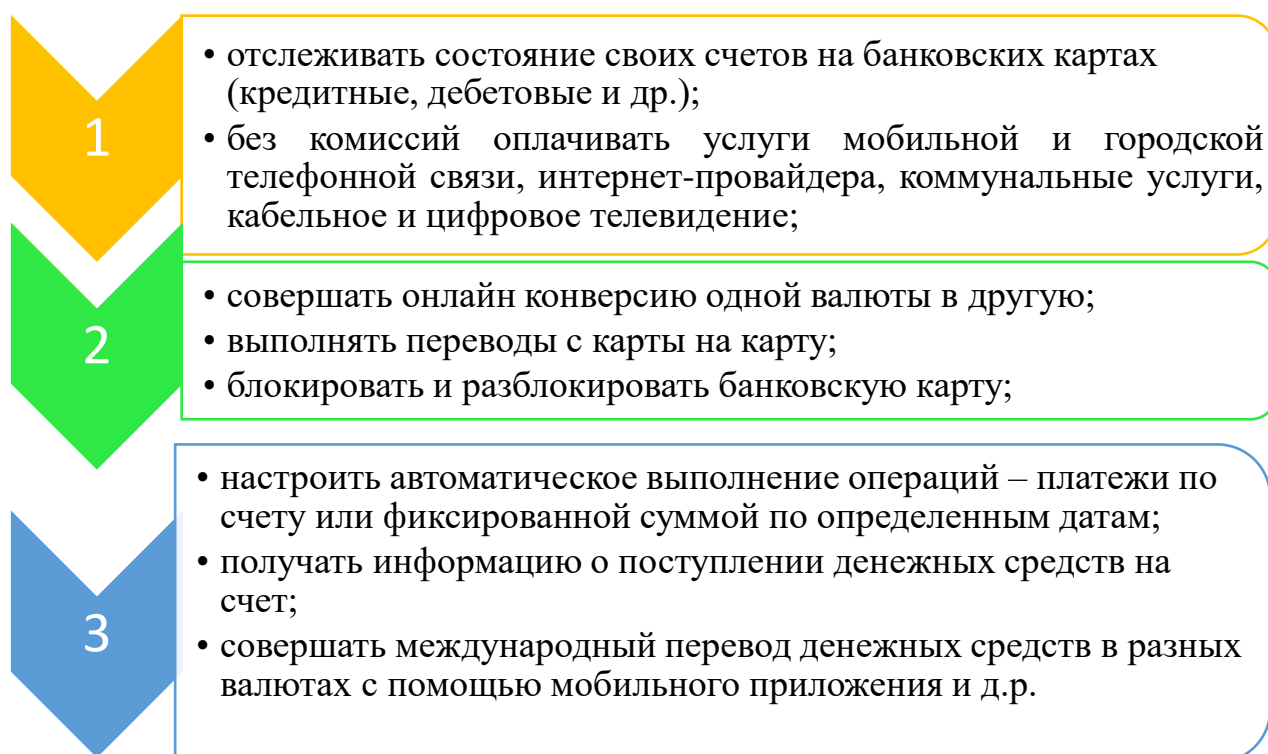 1
• отслеживать состояние своих счетов на банковских картах
(кредитные, дебетовые и др.);
• без комиссий оплачивать услуги мобильной и городской
телефонной связи, интернет-провайдера, коммунальные услуги,
кабельное и цифровое телевидение;
2
• совершать онлайн конверсию одной валюты в другую;
• выполнять переводы с карты на карту;
• блокировать и разблокировать банковскую карту;
3
• настроить автоматическое выполнение операций – платежи по
счету или фиксированной суммой по определенным датам;
• получать информацию о поступлении денежных средств на
счет;
• совершать международный перевод денежных средств в разных
валютах с помощью мобильного приложения и д.р.